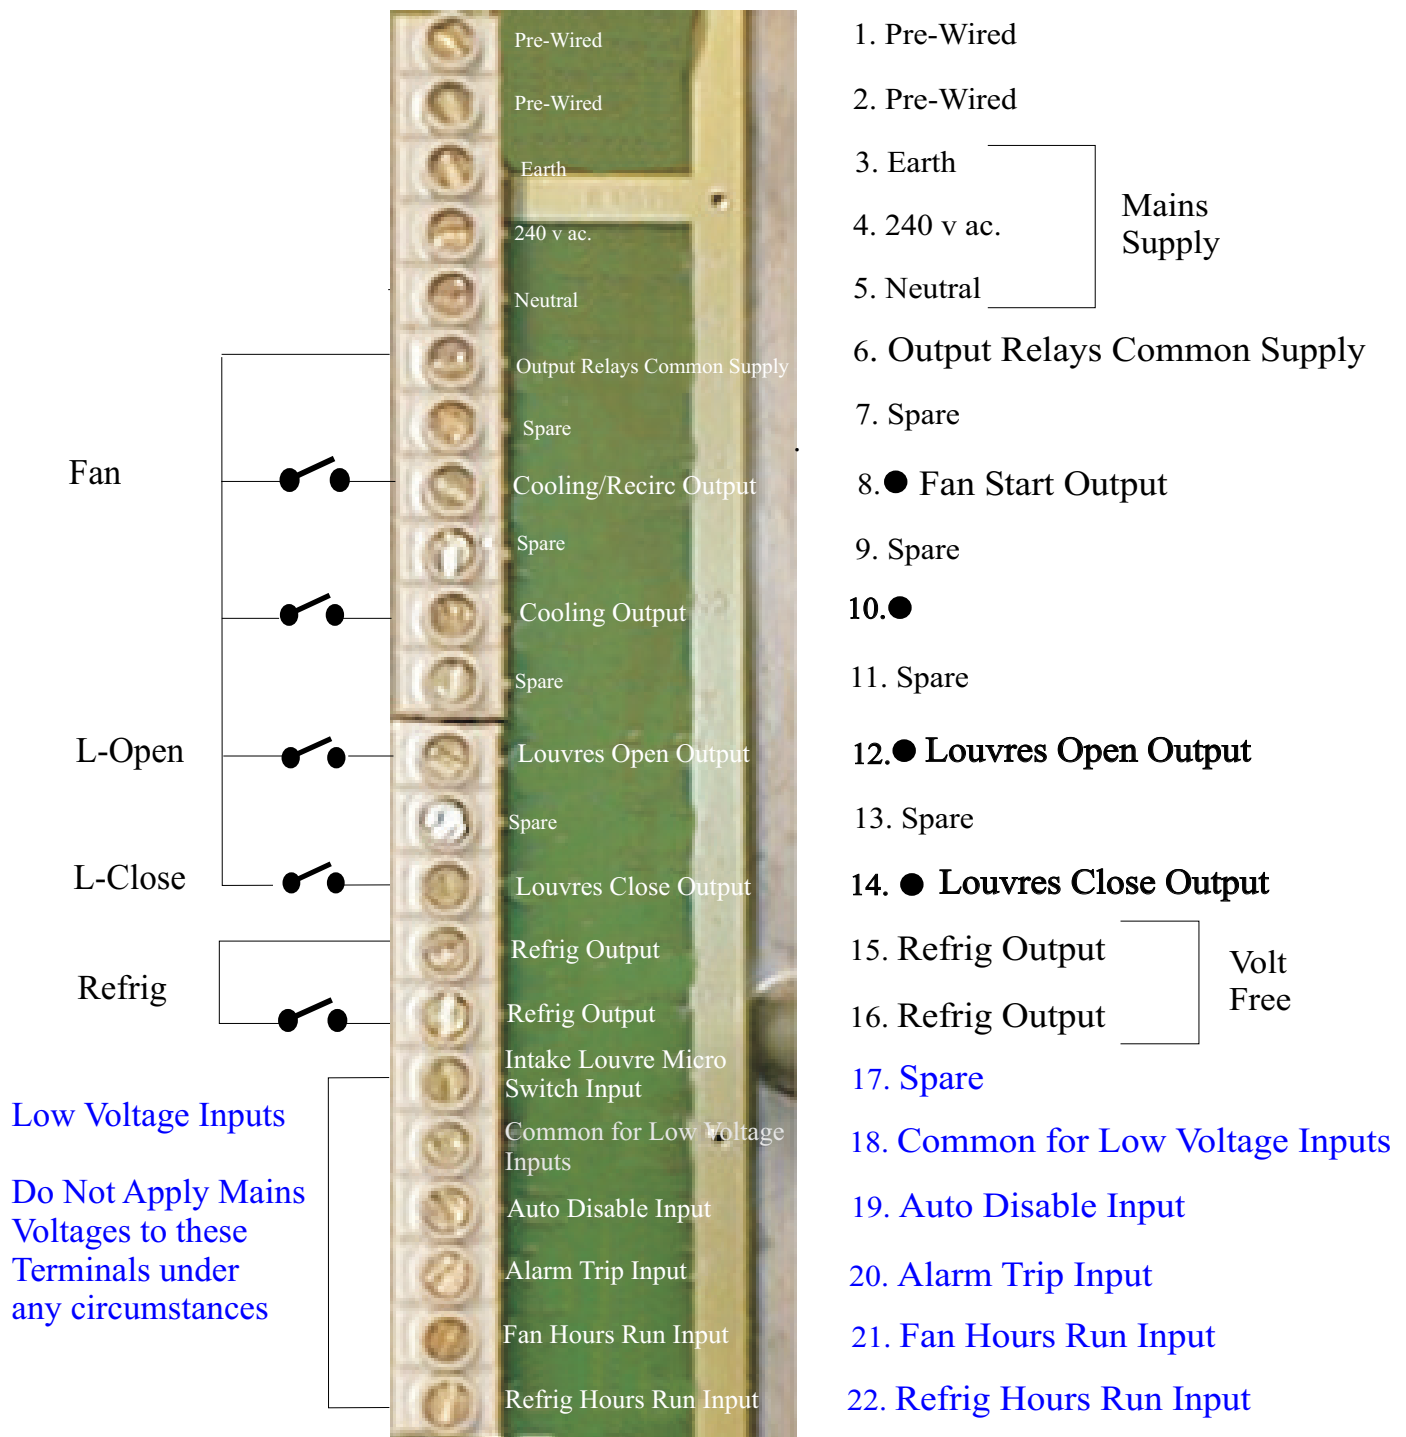 Pre-Wired
1. Pre-Wired
Pre-Wired
2. Pre-Wired
Earth
3. Earth
240 v ac.
4. 240 v ac.
Neutral
5. Neutral
Mains
Supply
Output Relays Common Supply
6. Output Relays Common Supply
Spare
7. Spare
Fan
Cooling/Recirc Output
8.● Fan Start Output
Spare
9. Spare
Cooling Output
10.●
Spare
11. Spare
L-Open
Louvres Open Output
12.● Louvres Open Output
Spare
13. Spare
L-Close
Louvres Close Output
14. ● Louvres Close Output
Refrig
Refrig Output
15. Refrig Output
Refrig Output
16. Refrig Output
Volt
Free
Intake Louvre Micro
Switch Input
17. Spare
Low Voltage Inputs
Common for Low Voltage
Inputs
18. Common for Low Voltage Inputs
Do Not Apply Mains
Voltages to these
Terminals under
any circumstances
Auto Disable Input
19. Auto Disable Input
Alarm Trip Input
20. Alarm Trip Input
Fan Hours Run Input
21. Fan Hours Run Input
Refrig Hours Run Input
22. Refrig Hours Run Input